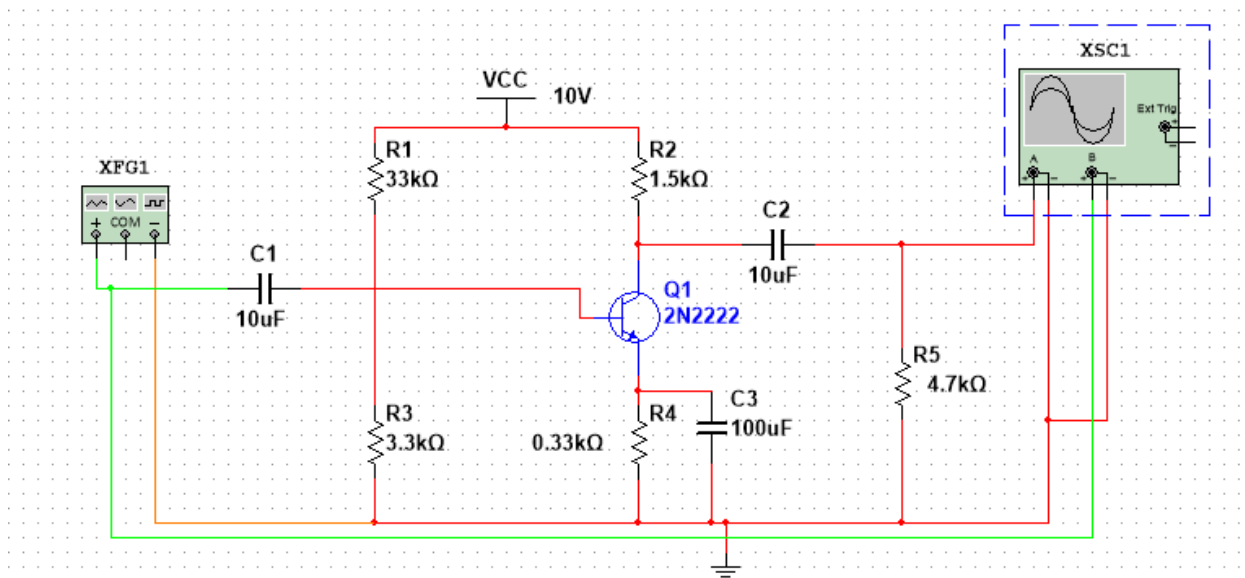 XSC1
Ext Trig
+
−
A
B
+ − + −
VCC
10V
XFG1
+ COM −
R1
33kΩ
R2
1.5kΩ
C1
10uF
C2
10uF
Q1
2N2222
R3
3.3kΩ
R4
0.33kΩ
C3
100uF
R5
4.7kΩ